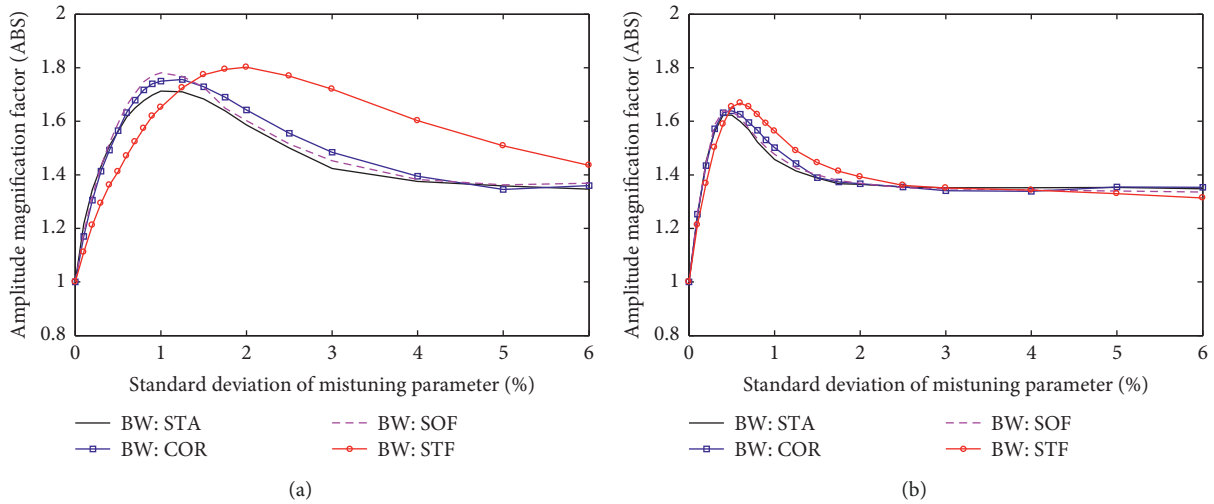 Amplitude magnification factor (ABS)
2
1.8
1.6
1.4
1.2
1
0.8
0 1 2 3 4 5 6
Standard deviation of mistuning parameter (%)
BW: STA
BW: COR
BW: SOF
BW: STF
(a)
Amplitude magnification factor (ABS)
2
1.8
1.6
1.4
1.2
1
0.8
0 1 2 3 4 5 6
Standard deviation of mistuning parameter (%)
BW: STA
BW: COR
BW: SOF
BW: STF
(b)